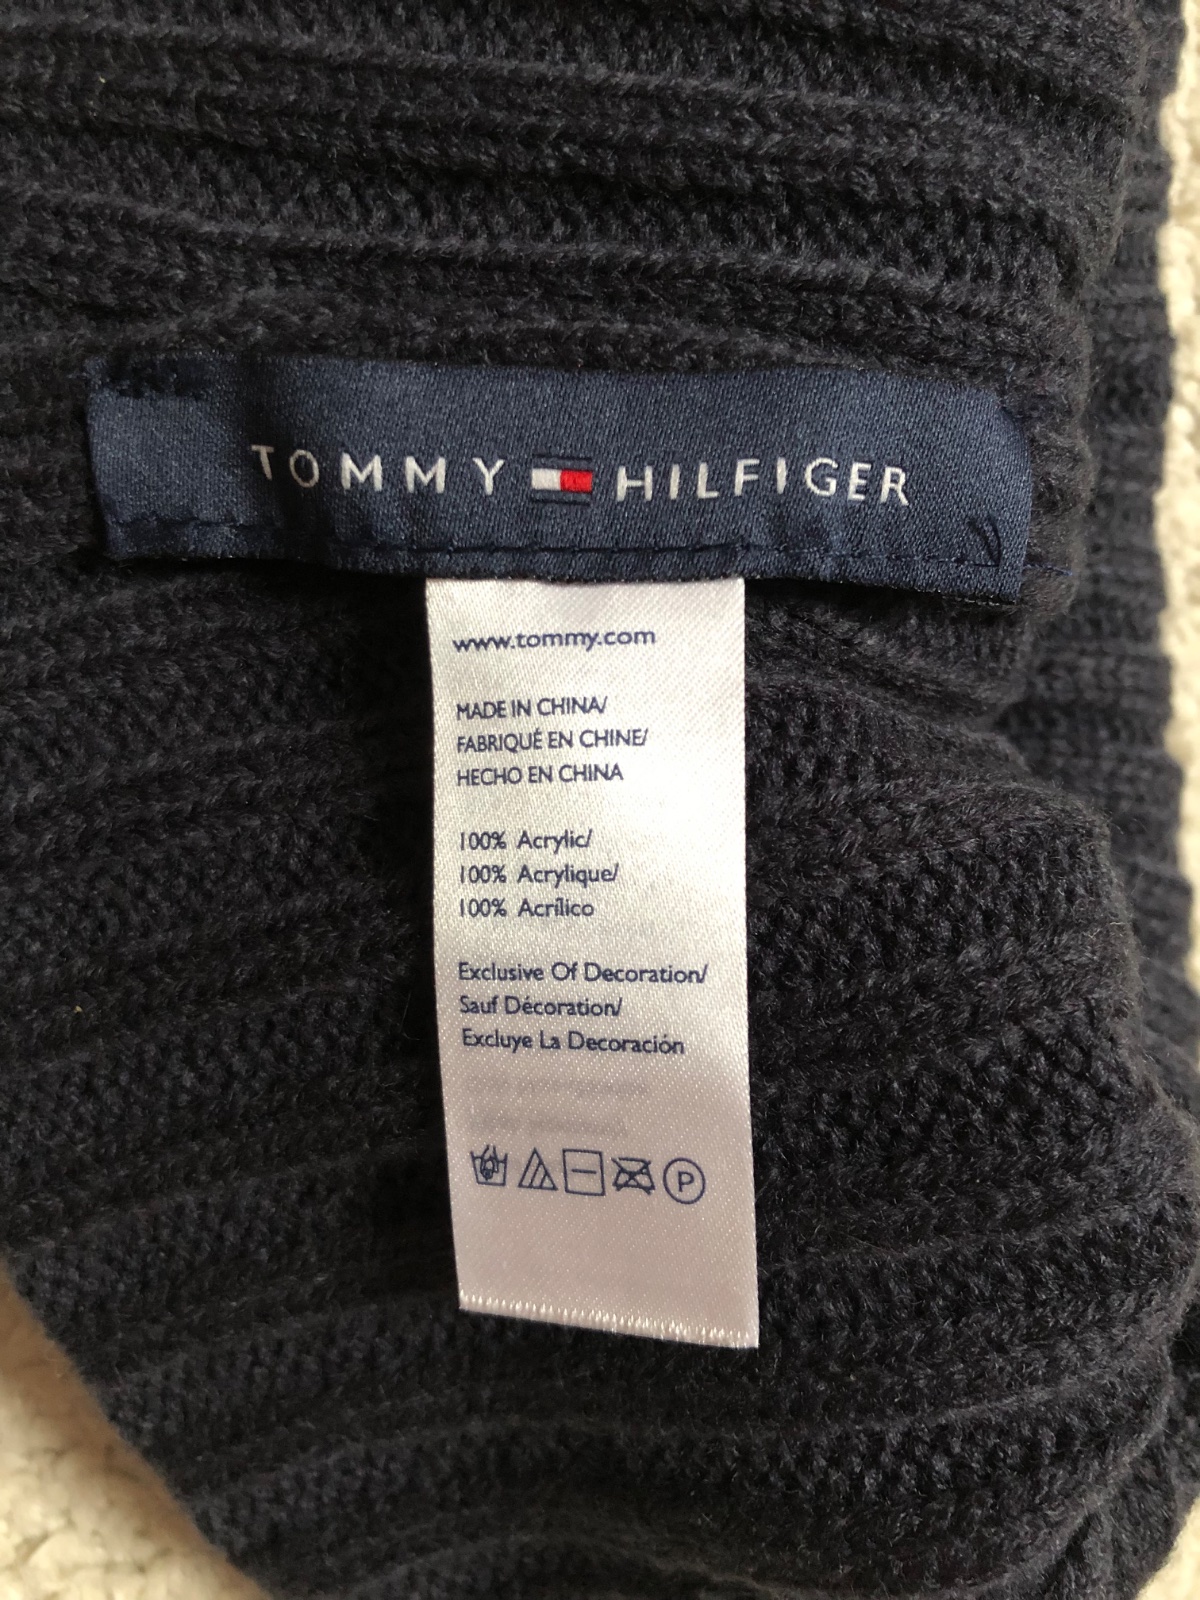 TOMMY HILFIGER
www.tommy.com
MADE IN CHINA/
FABRIQUÉ EN CHINE/
HECHO EN CHINA
100% Acrylic/
100% Acrylique/
100% Acrílico
Exclusive Of Decoration/
Sauf Décoration/
Excluye La Decoración
P